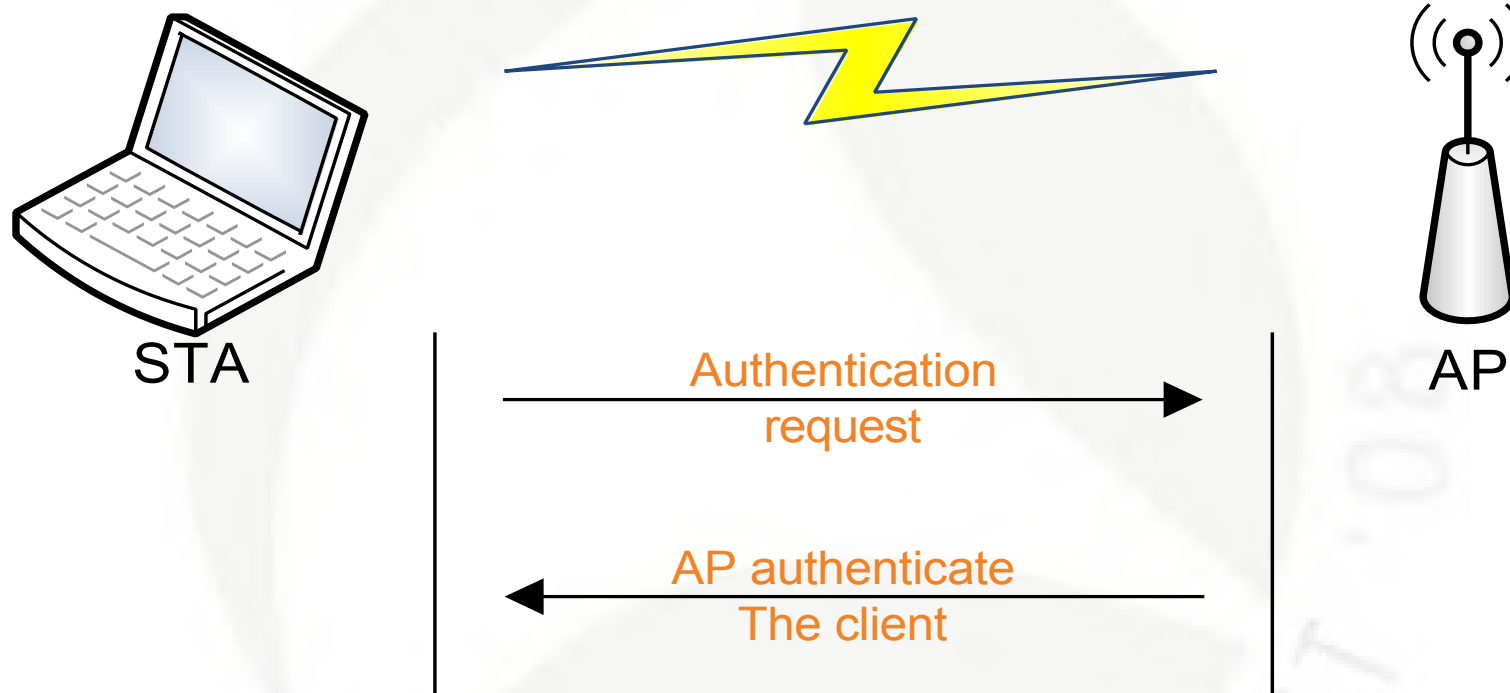 STA
AP
Authentication
request
AP authenticate
The client